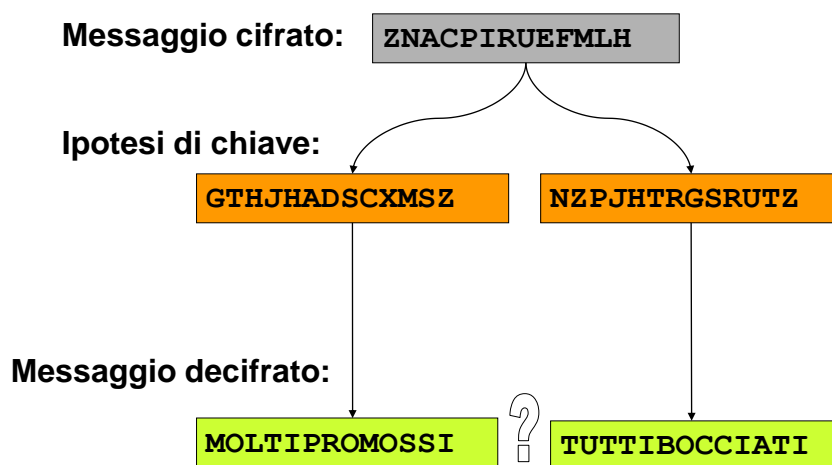 Messaggio cifrato: ZNACPIRUEFMLH
Ipotesi di chiave:
GTHJHADSCXMSZ NZPJHTRGSRUTZ
Messaggio decifrato:
MOLTIPROMOSSI ? TUTTIBOCCIATI